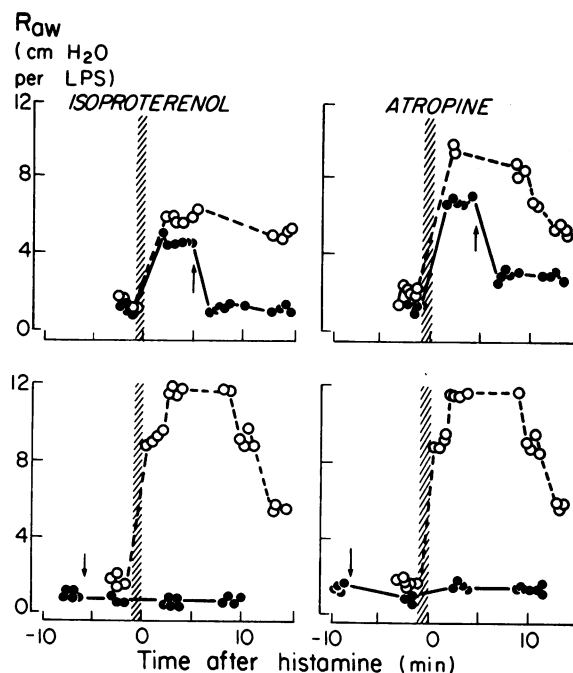 Raw
(cm H2O
per LPS)
ISOPROTERENOL
ATROPINE
12
8
4
0
12
8
4
0
-10
0
10
-10
0
10
Time after histamine (min)